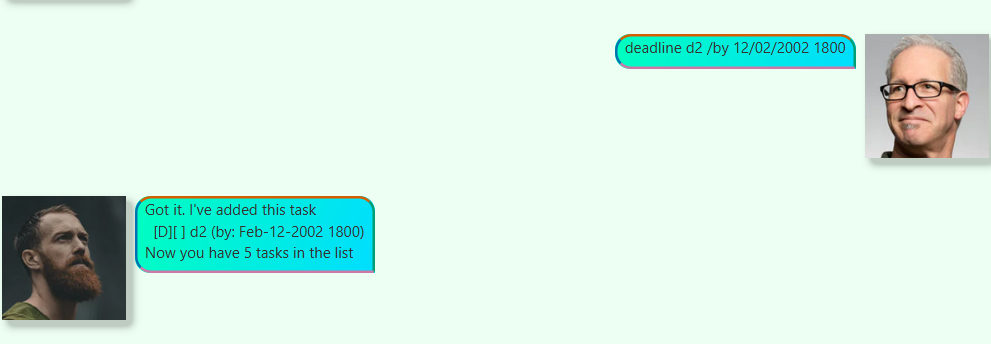 deadline d2 /by 12/02/2002 1800
Got it. I've added this task
[D][ ] d2 (by: Feb-12-2002 1800)
Now you have 5 tasks in the list